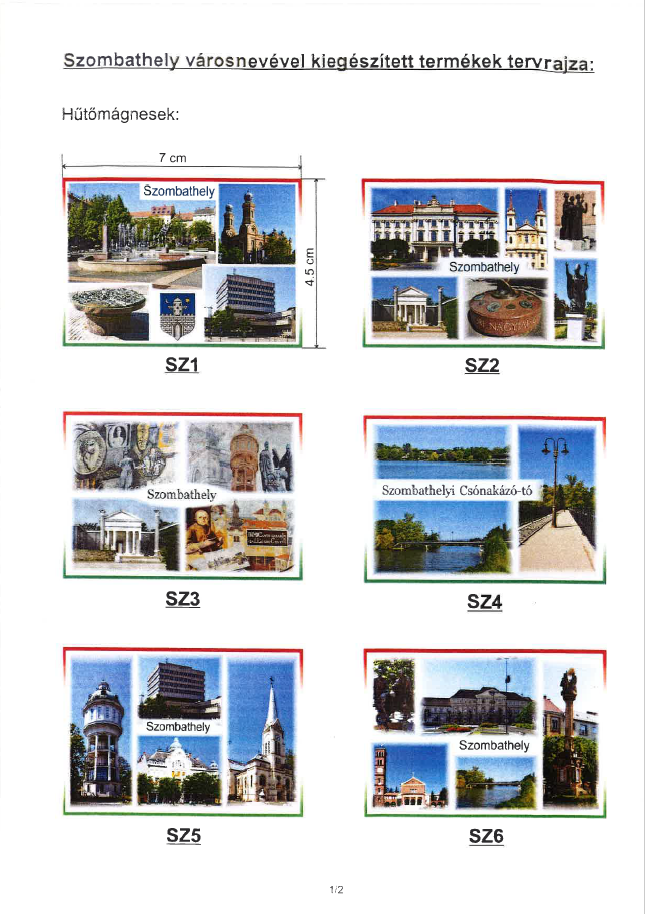 Szombathely városnevével kiegészített termékek tervrajza:
Hűtőmágnesek:
7 cm
4.5 cm
Szombathely
SZ1
Szombathely
SZ2
Szombathely
SZ3
Szombathelyi Csónakázó-tó
SZ4
Szombathely
SZ5
Szombathely
SZ6
1/2